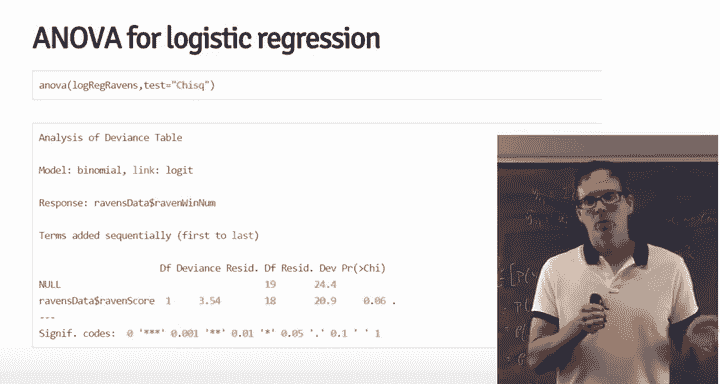 ANOVA for logistic regression
anova(logRegRavens,test="Chisq")
Analysis of Deviance Table
Model: binomial, link: logit
Response: ravensData$ravenWinNum
Terms added sequentially (first to last)
Df Deviance Resid. Df Resid. Dev Pr(>Chi)
NULL 19 24.4
ravensData$ravenScore 1 3.54 18 20.9 0.06 .
---
Signif. codes: 0 '***' 0.001 '**' 0.01 '*' 0.05 '.' 0.1 ' ' 1